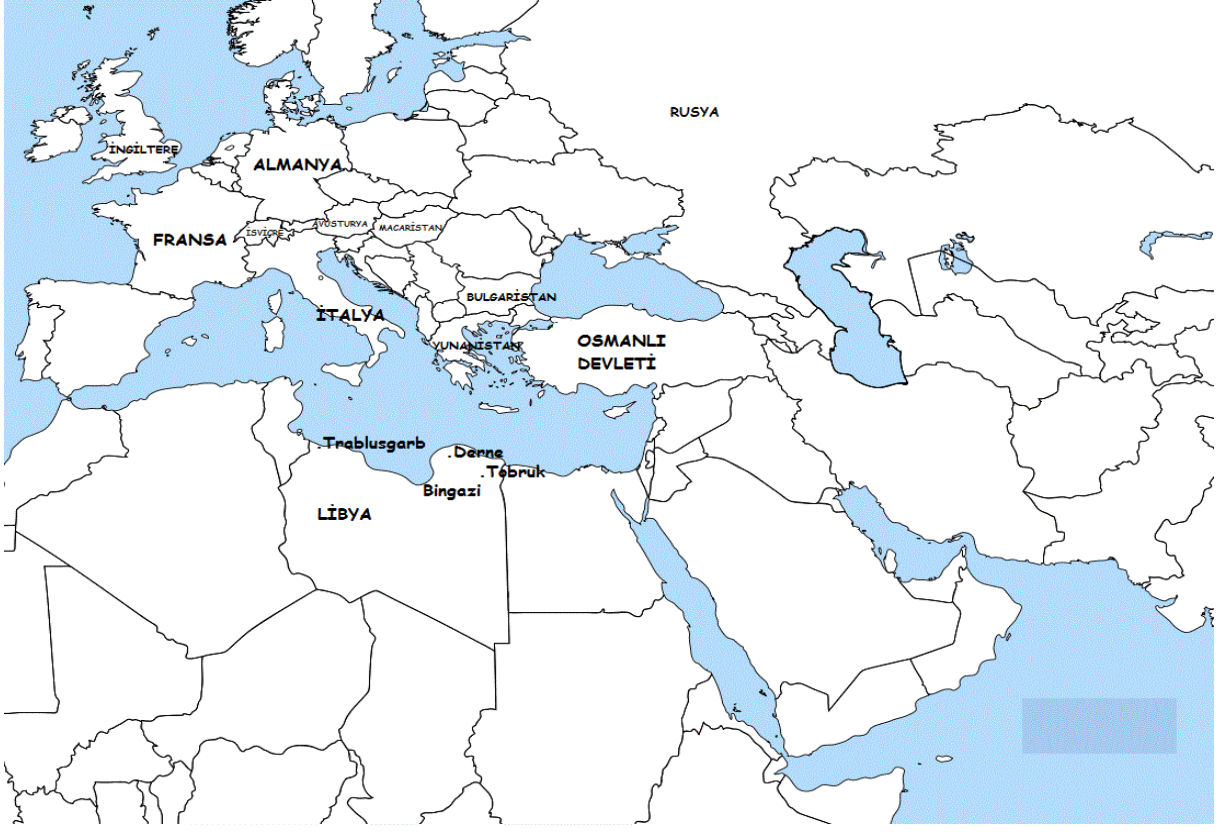 RUSYA
İNGİLTERE
ALMANYA
FRANSA
İSVİÇRE
AVUSTURYA
MACARİSTAN
BULGARİSTAN
İTALYA
YUNANİSTAN
OSMANLI
DEVLETİ
.Trablusgarb
.Derne
.Tobruk
Bingazi
LİBYA